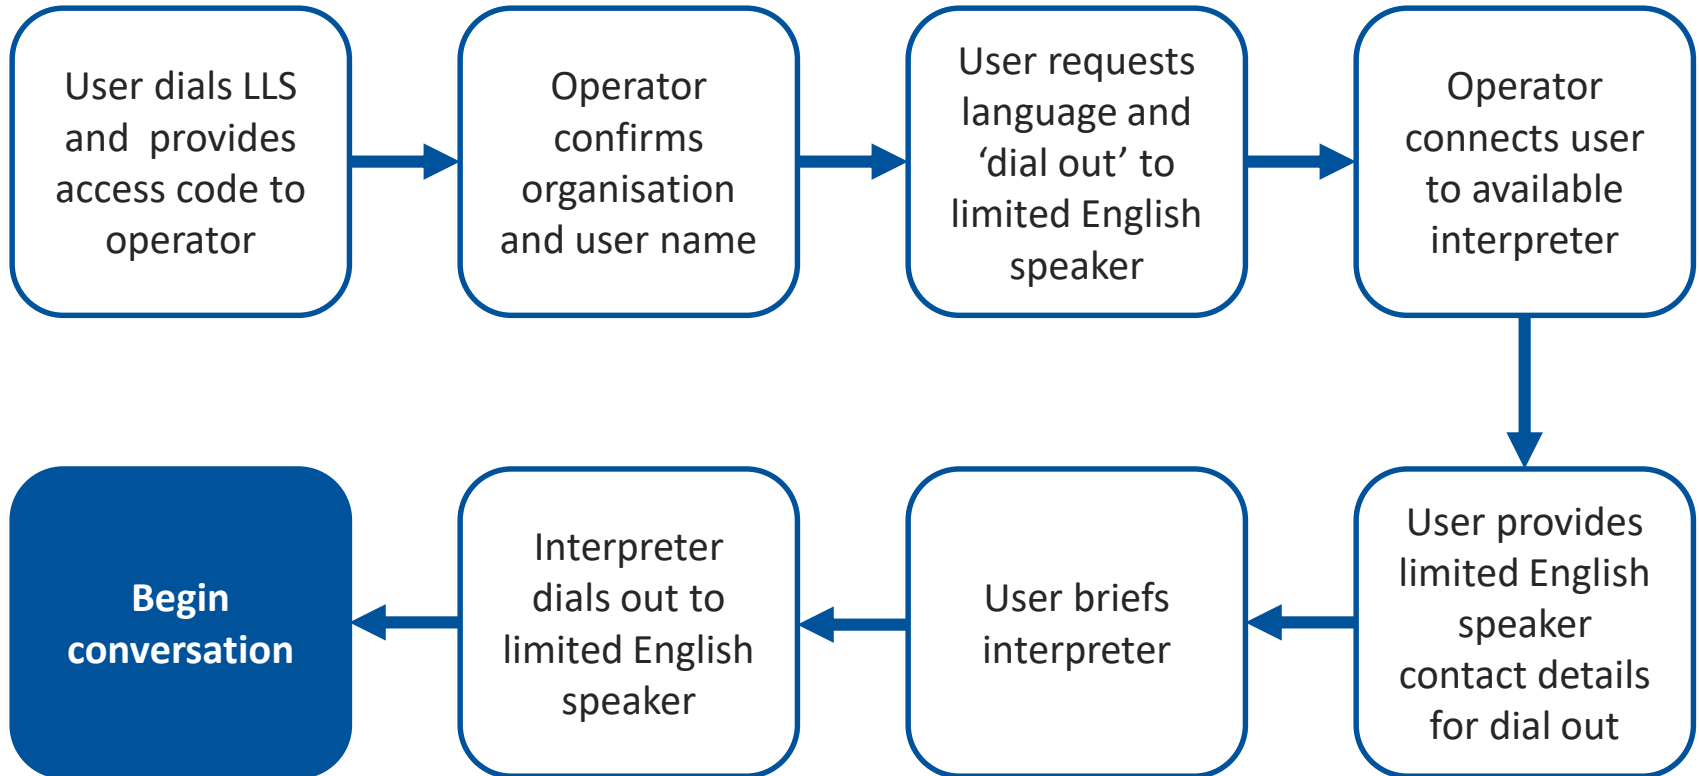 User dials LLS
and  provides
access code to
operator
Operator
confirms
organisation
and user name
User requests
language and
‘dial out’ to
limited English
speaker
Operator
connects user
to available
interpreter
User provides
limited English
speaker
contact details
for dial out
User briefs
interpreter
Interpreter
dials out to
limited English
speaker
Begin
conversation